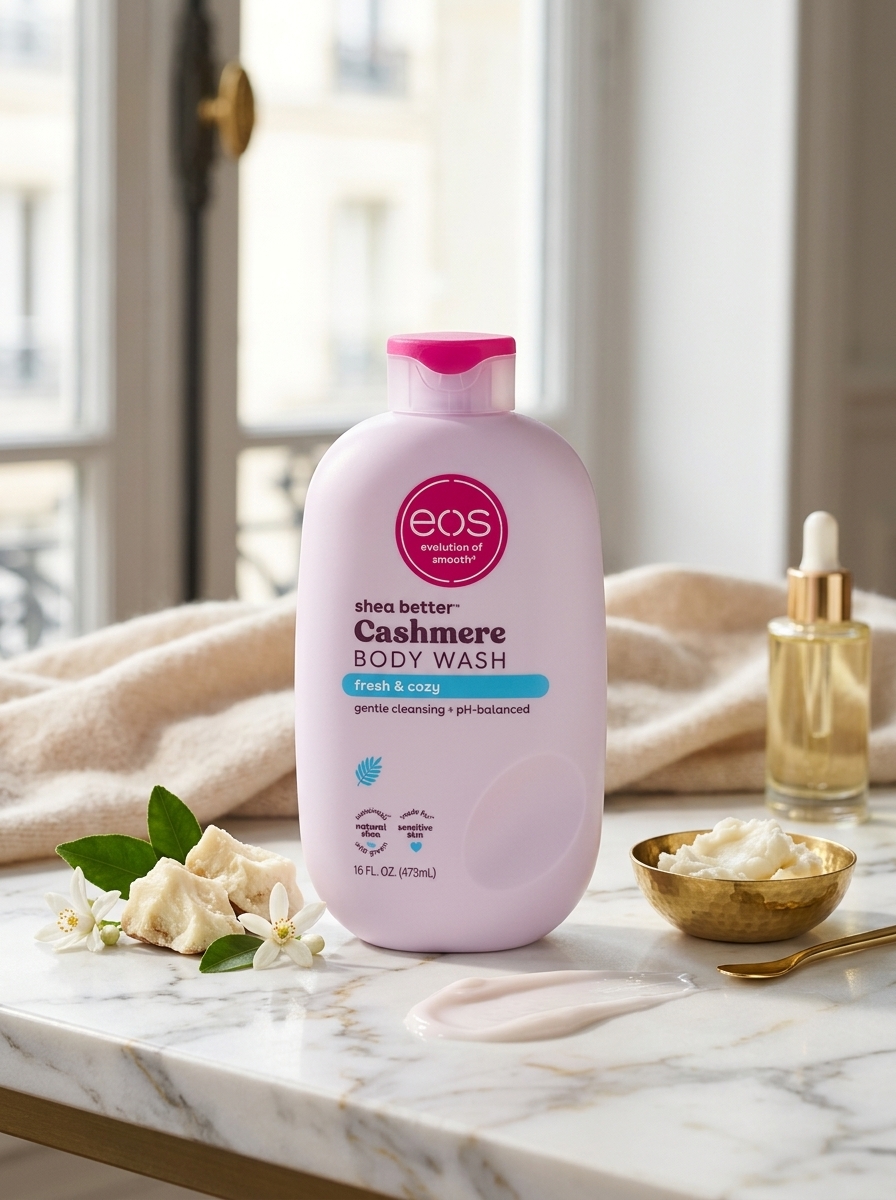 eos
evelution of
smooth®
shea better™
Cashmere
BODY WASH
fresh & cozy
gentle cleansing + pH-balanced
natural
shea
sensitive
skin
16 FL. OZ. (473mL)